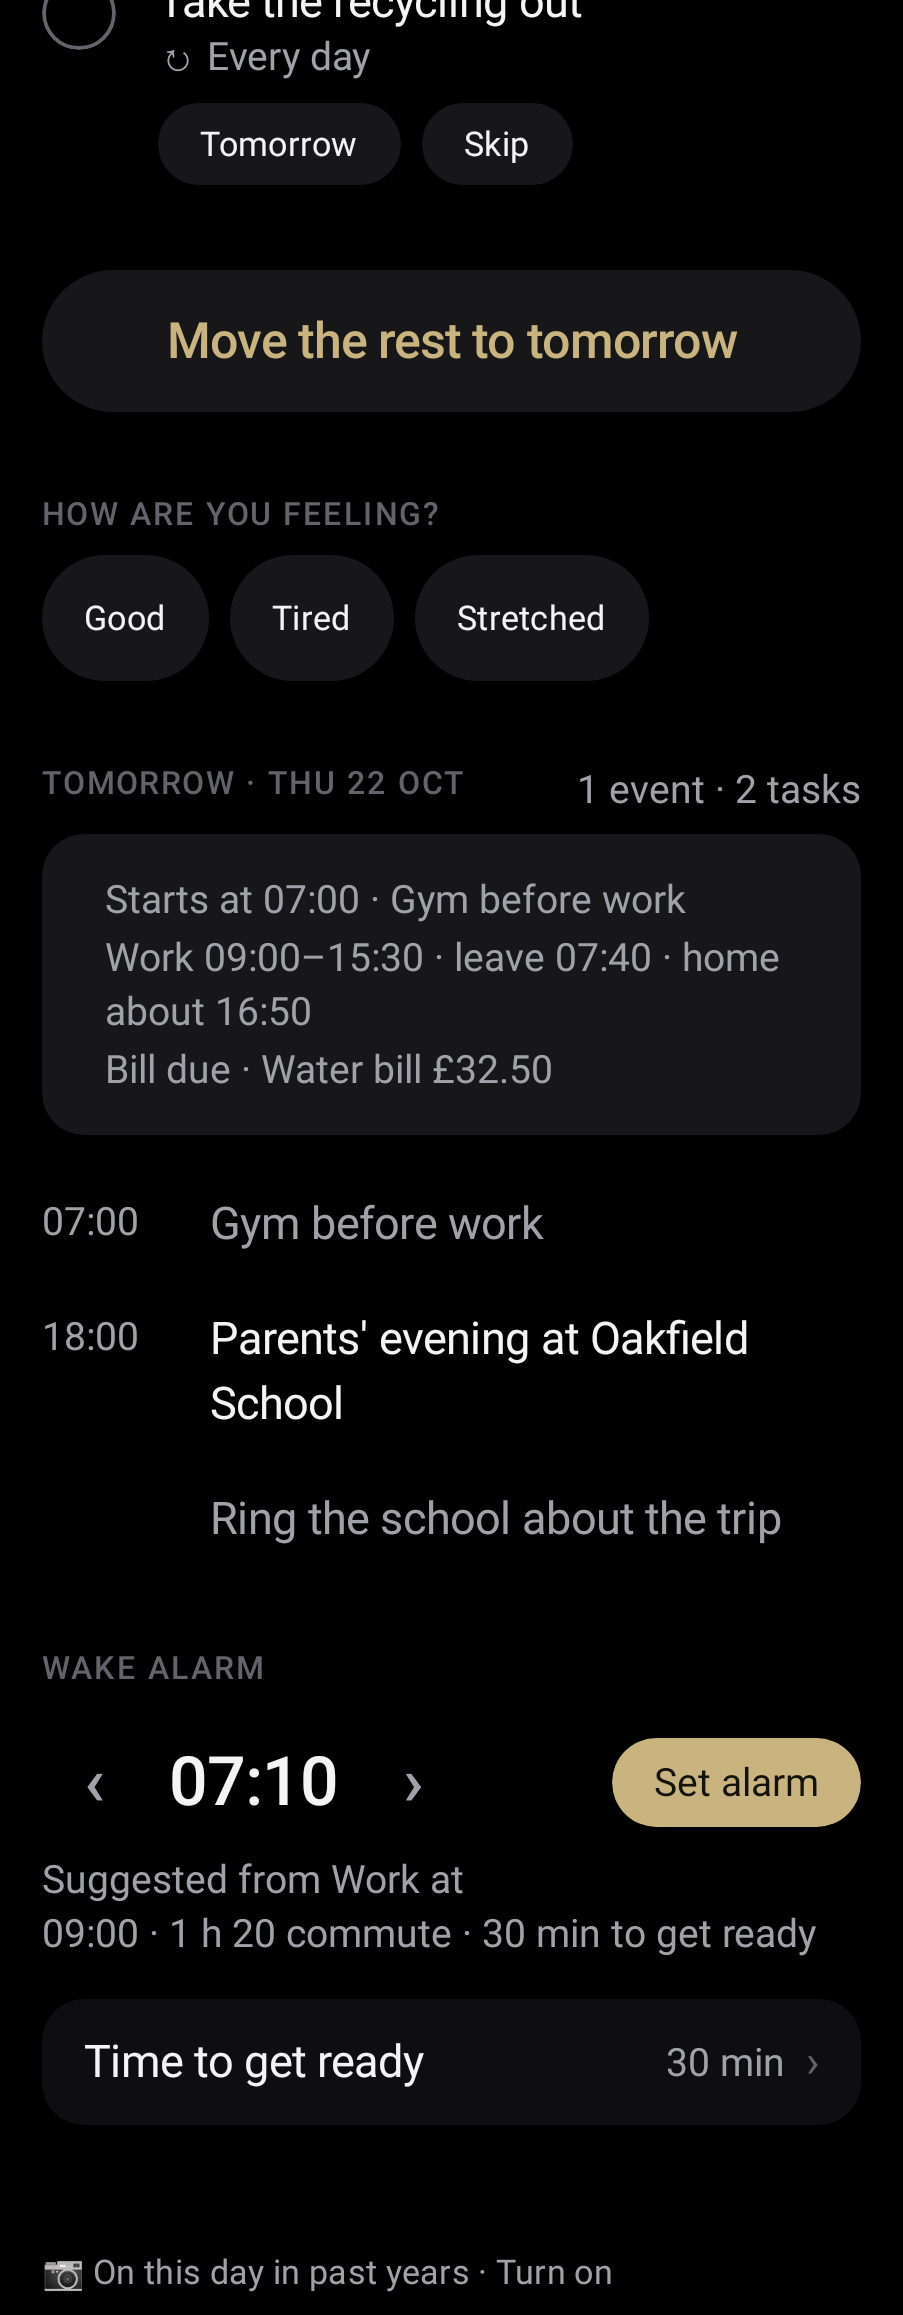 Take the recycling out
↻ Every day
Tomorrow
Skip
Move the rest to tomorrow
HOW ARE YOU FEELING?
Good
Tired
Stretched
TOMORROW · THU 22 OCT
1 event · 2 tasks
Starts at 07:00 · Gym before work
Work 09:00–15:30 · leave 07:40 · home
about 16:50
Bill due · Water bill £32.50
07:00 Gym before work
18:00 Parents' evening at Oakfield
School
Ring the school about the trip
WAKE ALARM
‹ 07:10 ›
Set alarm
Suggested from Work at
09:00 · 1 h 20 commute · 30 min to get ready
Time to get ready 30 min ›
On this day in past years · Turn on